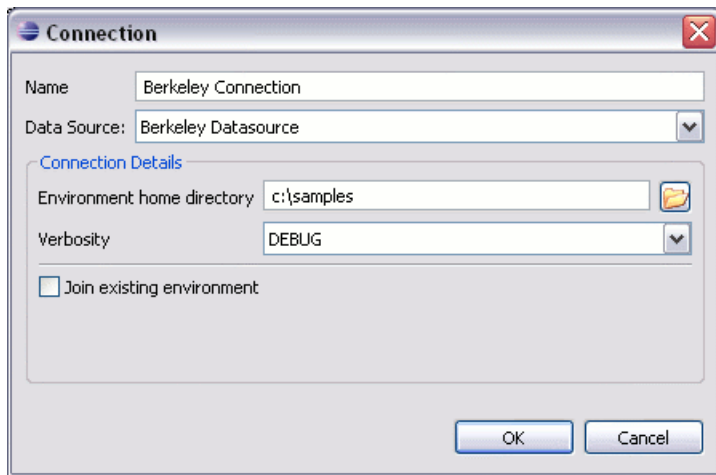 Connection
Name Berkeley Connection
Data Source: Berkeley Datasource
Connection Details
Environment home directory c:\samples
Verbosity DEBUG
Join existing environment
OK Cancel